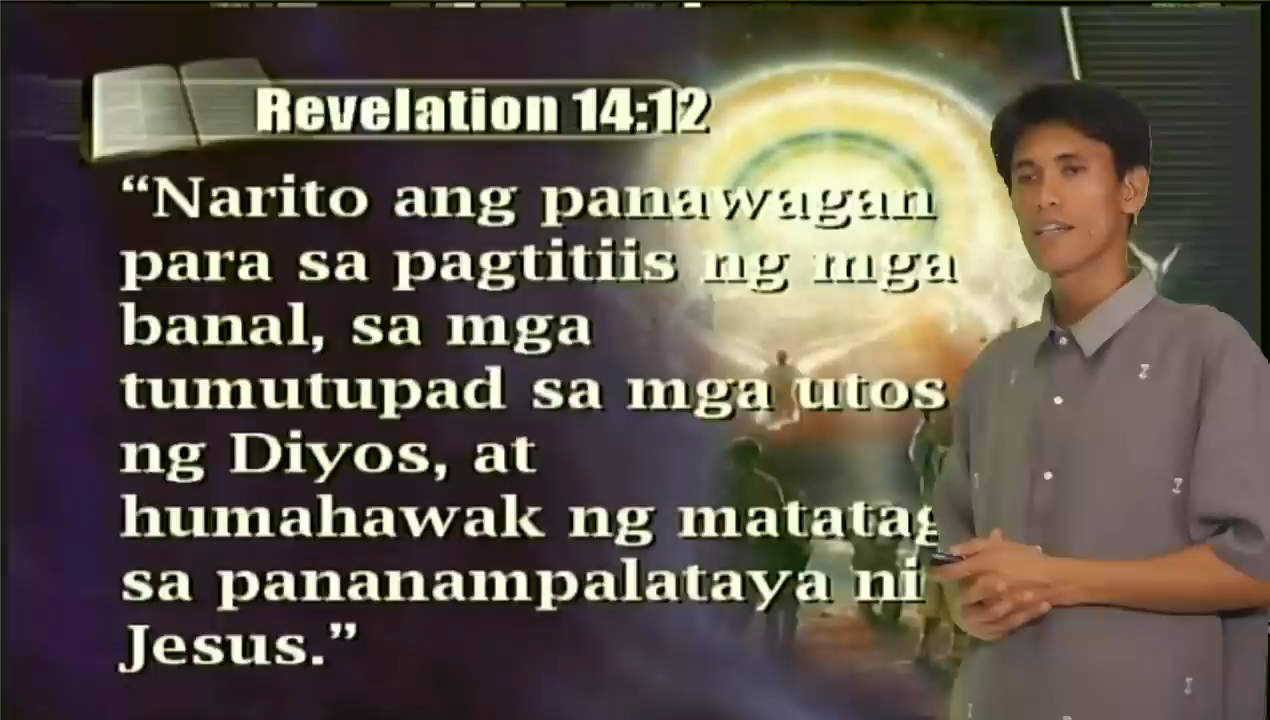 Revelation 14:12
“Narito ang panawagan
para sa pagtitiis ng mga
banal, sa mga
tumutupad sa mga utos
ng Diyos, at
humahawak ng matatag
sa pananampalataya ni
Jesus.”